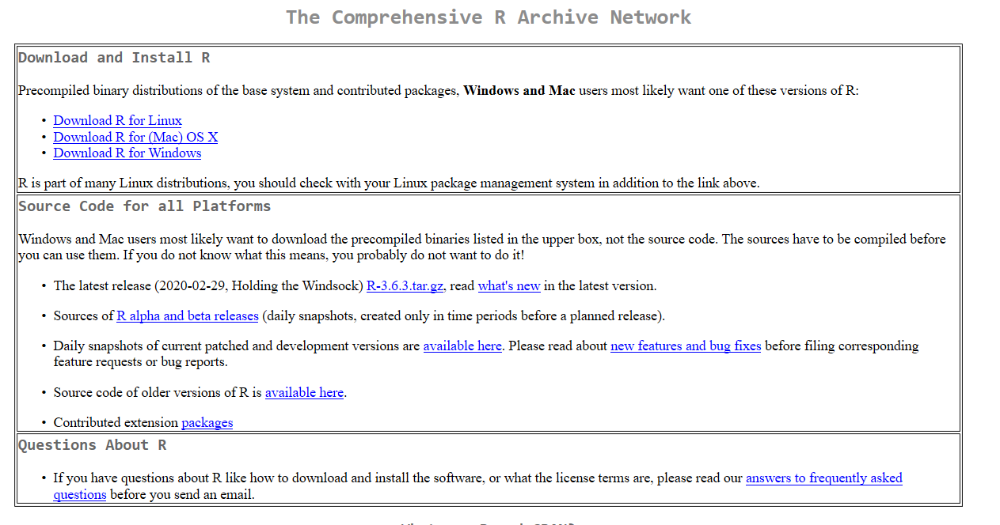 The Comprehensive R Archive Network
Download and Install R
Precompiled binary distributions of the base system and contributed packages, Windows and Mac users most likely want one of these versions of R:
• Download R for Linux
• Download R for (Mac) OS X
• Download R for Windows
R is part of many Linux distributions, you should check with your Linux package management system in addition to the link above.
Source Code for all Platforms
Windows and Mac users most likely want to download the precompiled binaries listed in the upper box, not the source code. The sources have to be compiled before
you can use them. If you do not know what this means, you probably do not want to do it!
• The latest release (2020-02-29, Holding the Windsock) R-3.6.3.tar.gz, read what's new in the latest version.
• Sources of R alpha and beta releases (daily snapshots, created only in time periods before a planned release).
• Daily snapshots of current patched and development versions are available here. Please read about new features and bug fixes before filing corresponding
feature requests or bug reports.
• Source code of older versions of R is available here.
• Contributed extension packages
Questions About R
• If you have questions about R like how to download and install the software, or what the license terms are, please read our answers to frequently asked
questions before you send an email.